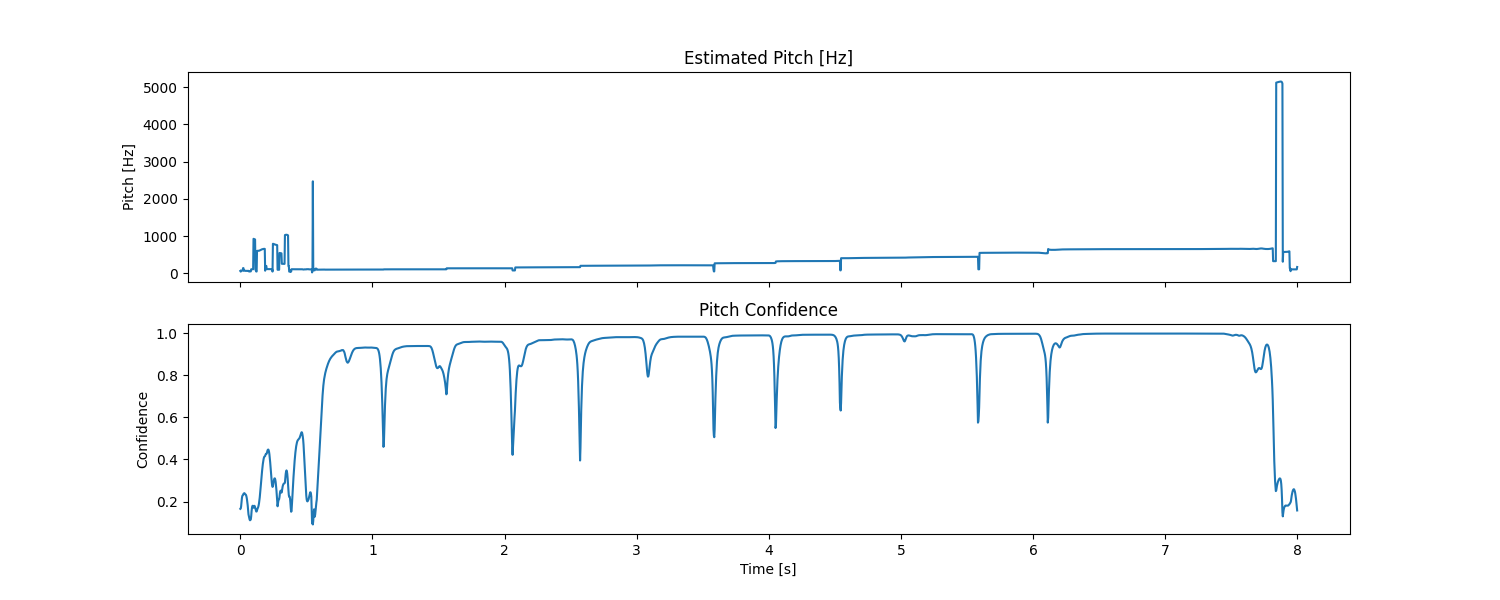 Estimated Pitch [Hz]
5000
4000
3000
2000
1000
0
Pitch [Hz]
Pitch Confidence
1.0
0.8
0.6
0.4
0.2
Confidence
0 1 2 3 4 5 6 7 8
Time [s]